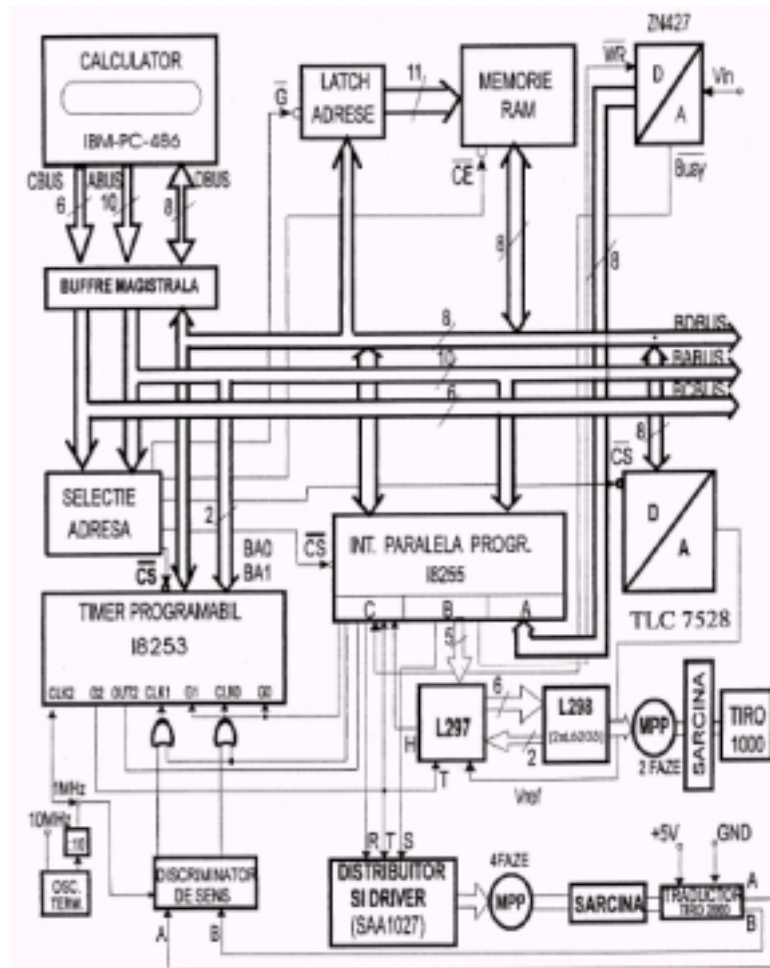 CALCULATOR
IBM-PC-486
CBUS
ABUS
DBUS
6
10
8
BUFFRE MAGISTRALA
G
LATCH
ADRESE
11
MEMORIE
RAM
CE
8
ZN427
WR
D
A
Vin
Busy
8
8
BDBUS
10
BABUS
6
BCBUS
8
CS
SELECTIE
ADRESA
2
BA0
BA1
CS
CS
INT. PARALELA PROGR.
I8255
C
B
A
5
D
A
TLC 7528
TIMER PROGRAMABIL
I8253
CLK2
G2
OUT2
CLK1
G1
CLK0
G0
L297
H
T
6
2
L298
MPP
2 FAZE
SARCINA
TIRO
1000
Vref
1MHz
10MHz
:10
OSC.
TERM.
DISCRIMINATOR
DE SENS
A
B
R
T
S
DISTRIBUITOR
SI DRIVER
(SAA1027)
4FAZE
MPP
SARCINA
+5V
GND
TRADUCTOR
A
B